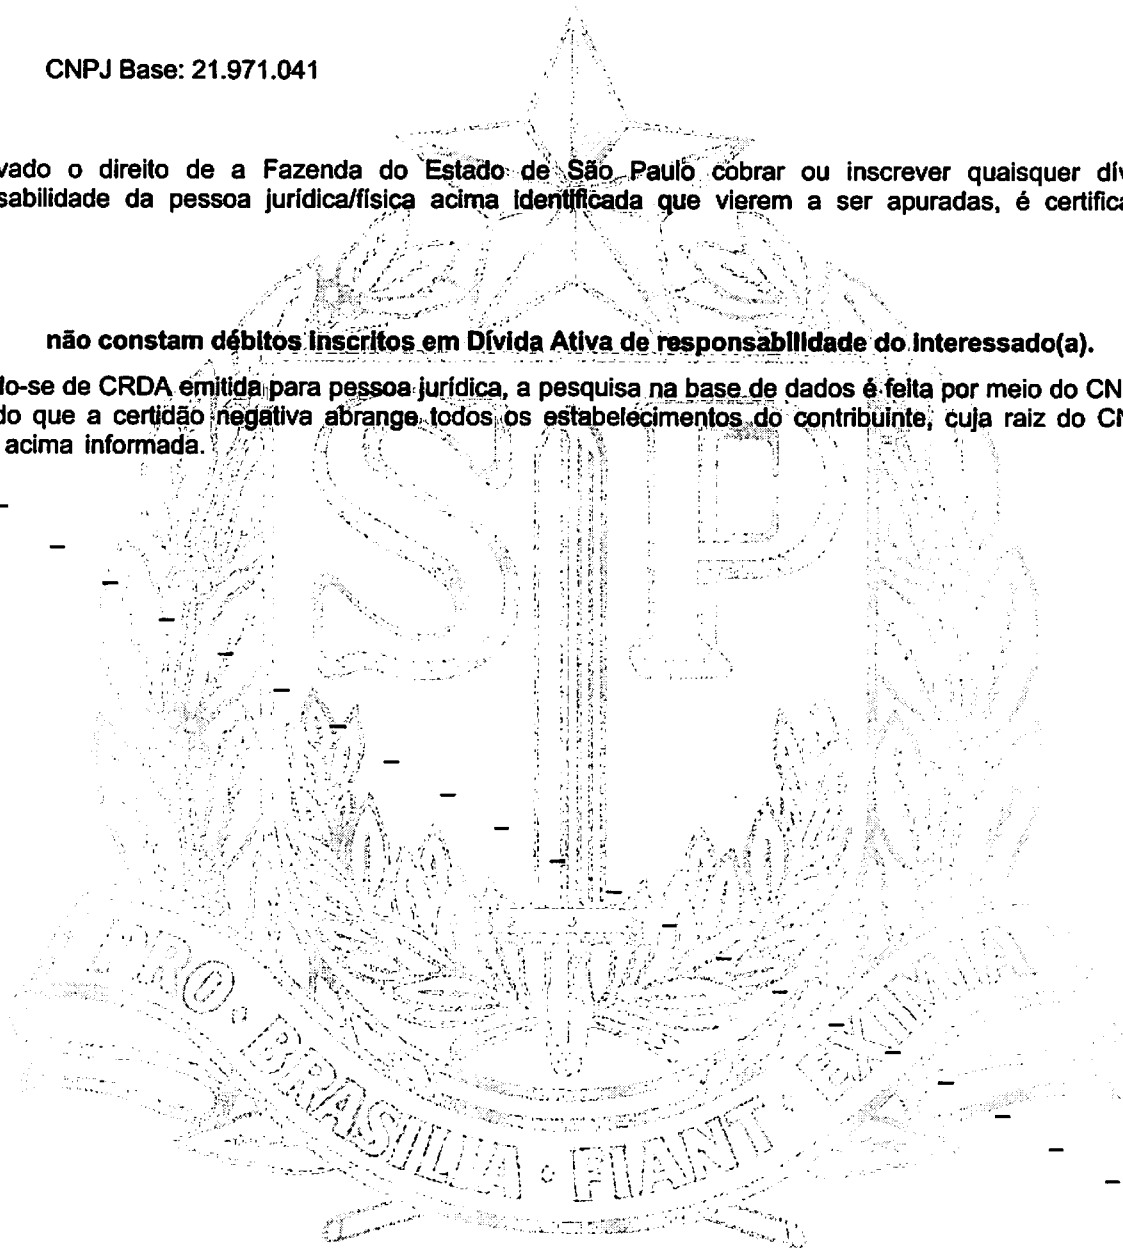 CNPJ Base: 21.971.041
vado o direito de a Fazenda do Estado de São Paulo cobrar ou inscrever quaisquer dív
sabilidade da pessoa jurídica/física acima identificada que vierem a ser apuradas, é certifica
não constam débitos inscritos em Dívida Ativa de responsabilidade do interessado(a).
do-se de CRDA emitida para pessoa jurídica, a pesquisa na base de dados é feita por meio do CN
do que a certidão negativa abrange todos os estabelecimentos do contribuinte, cuja raiz do CN
acima informada.
SP
PRO · BRASILIA · FIANT · EXIMIA